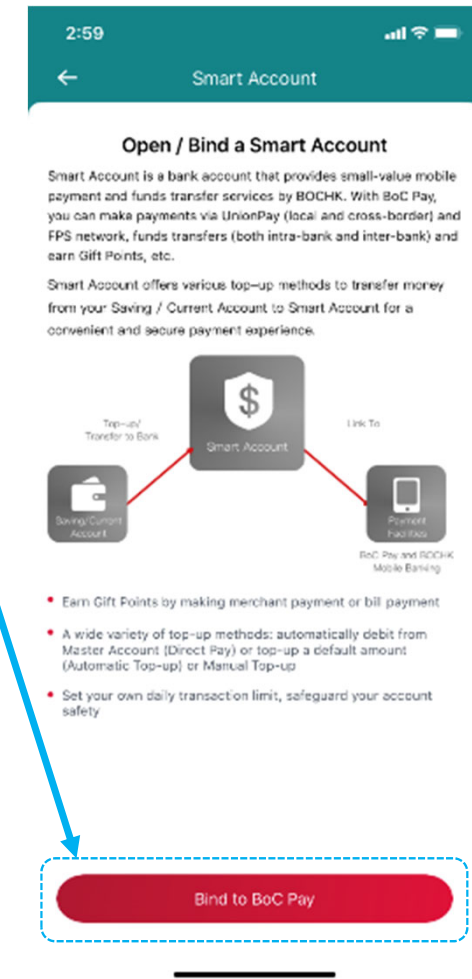 2:59
Smart Account
Open / Bind a Smart Account
Smart Account is a bank account that provides small-value mobile
payment and funds transfer services by BOCHK. With BoC Pay,
you can make payments via UnionPay (local and cross-border) and
FPS network, funds transfers (both intra-bank and inter-bank) and
earn Gift Points, etc.
Smart Account offers various top-up methods to transfer money
from your Saving / Current Account to Smart Account for a
convenient and secure payment experience.
$
Smart Account
Top-up/
Transfer to Bank
Link To
Saving/Current
Account
Payment
Facilities
BoC Pay and BOCHK
Mobile Banking
• Earn Gift Points by making merchant payment or bill payment
• A wide variety of top-up methods: automatically debit from
Master Account (Direct Pay) or top-up a default amount
(Automatic Top-up) or Manual Top-up
• Set your own daily transaction limit, safeguard your account
safety
Bind to BoC Pay